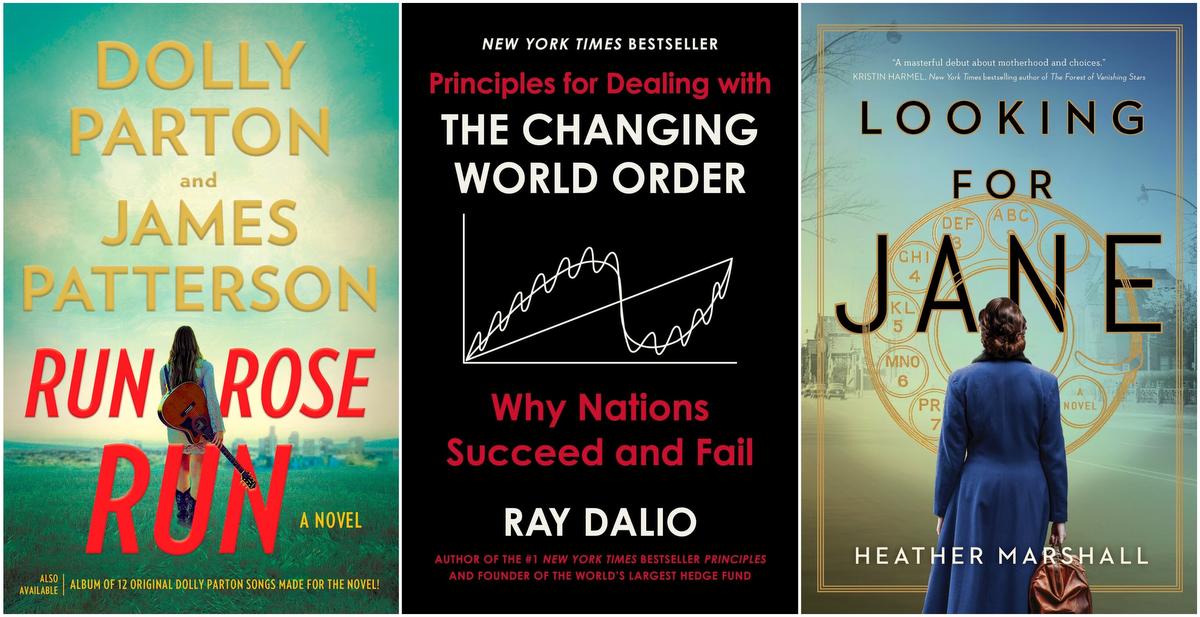 DOLLY
PARTON
and
JAMES
PATTERSON
RUN ROSE
RUN
A NOVEL
ALSO
AVAILABLE
ALBUM OF 12 ORIGINAL DOLLY PARTON SONGS MADE FOR THE NOVEL!
NEW YORK TIMES BESTSELLER
Principles for Dealing with
THE CHANGING
WORLD ORDER
Why Nations
Succeed and Fail
RAY DALIO
AUTHOR OF THE #1 NEW YORK TIMES BESTSELLER PRINCIPLES
AND FOUNDER OF THE WORLD'S LARGEST HEDGE FUND
"A masterful debut about motherhood and choices."
KRISTIN HARMEL, New York Times bestselling author of The Forest of Vanishing Stars
LOOKING
FOR
JANE
ABC
DEF
3
GHI
4
KL
5
MNO
6
PR
7
A
NOVEL
HEATHER MARSHALL